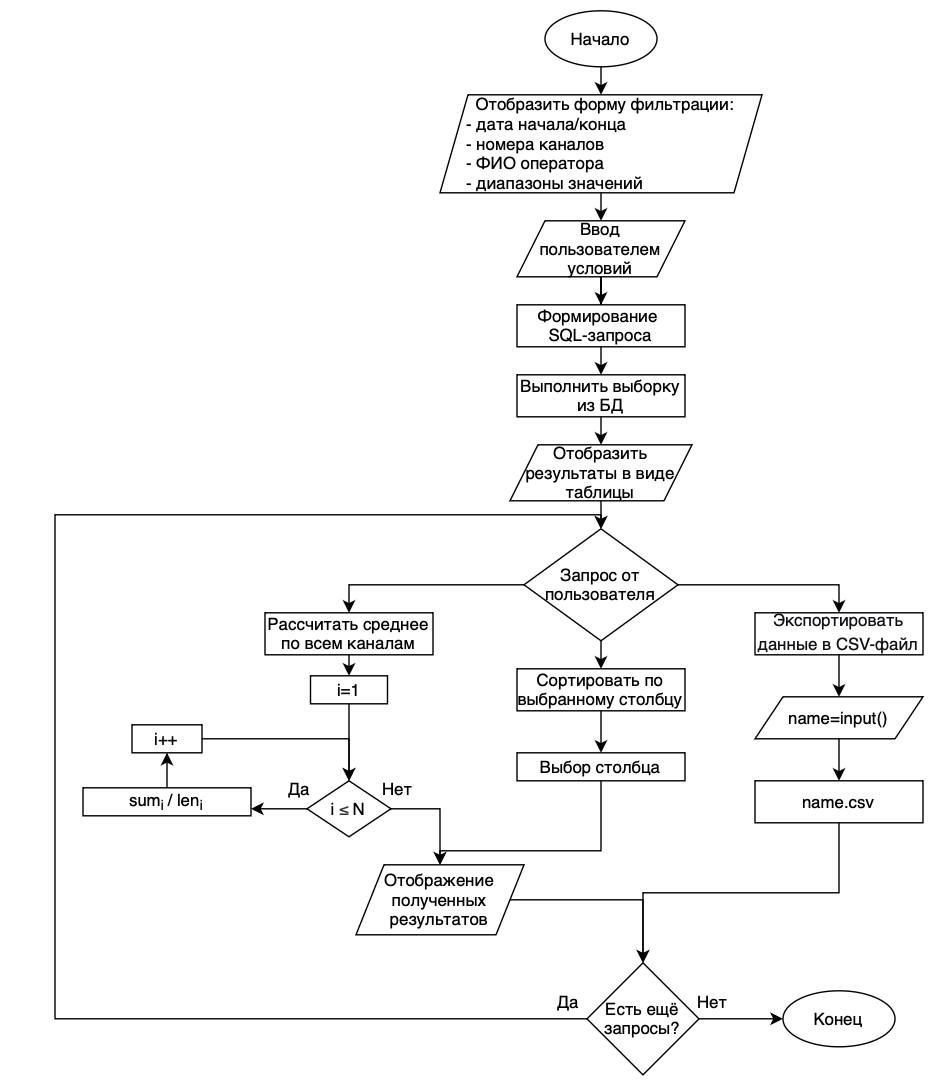 Начало
Отобразить форму фильтрации:
- дата начала/конца
- номера каналов
- ФИО оператора
- диапазоны значений
Ввод
пользователем
условий
Формирование
SQL-запроса
Выполнить выборку
из БД
Отобразить
результаты в виде
таблицы
Запрос от
пользователя
Рассчитать среднее
по всем каналам
i=1
i++
sumᵢ / lenᵢ
Да
i ≤ N
Нет
Сортировать по
выбранному столбцу
Выбор столбца
Экспортировать
данные в CSV-файл
name=input()
name.csv
Отображение
полученных
результатов
Да
Есть ещё
запросы?
Нет
Конец